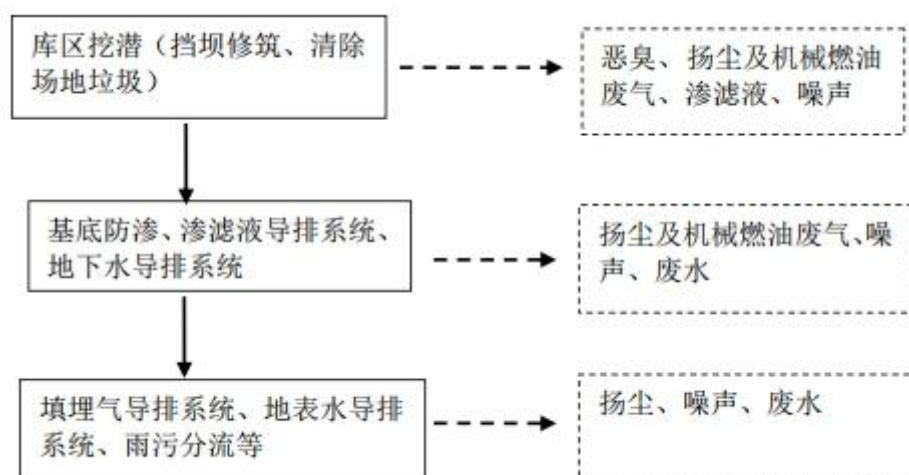 库区挖潜（挡坝修筑、清除
场地垃圾）
恶臭、扬尘及机械燃油
废气、渗滤液、噪声
基底防渗、渗滤液导排系统、
地下水导排系统
扬尘及机械燃油废气、噪
声、废水
填埋气导排系统、地表水导排
系统、雨污分流等
扬尘、噪声、废水